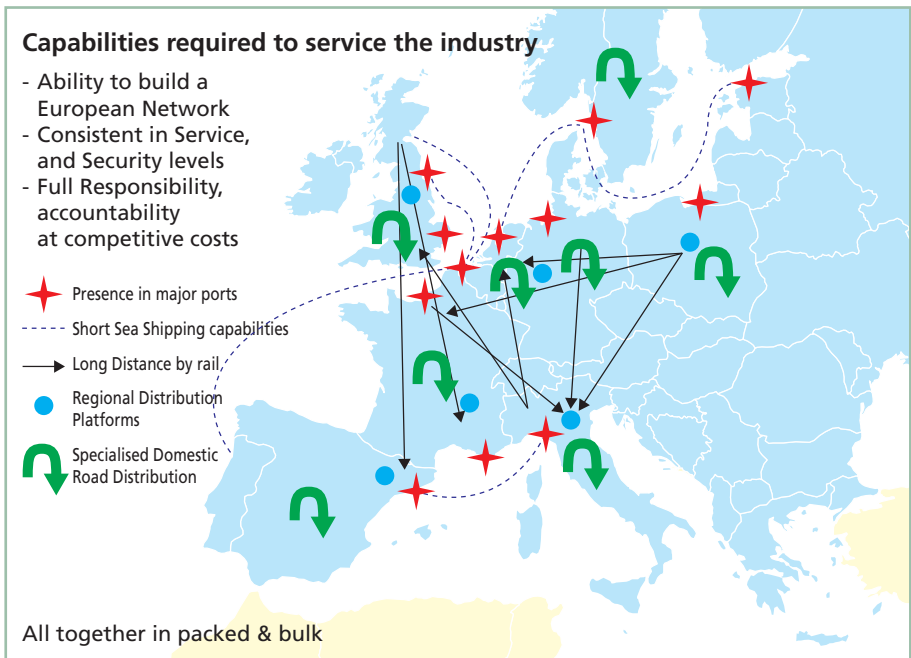 Capabilities required to service the industry
- Ability to build a
European Network
- Consistent in Service,
and Security levels
- Full Responsibility,
accountability
at competitive costs
Presence in major ports
Short Sea Shipping capabilities
Long Distance by rail
Regional Distribution
Platforms
Specialised Domestic
Road Distribution
All together in packed & bulk